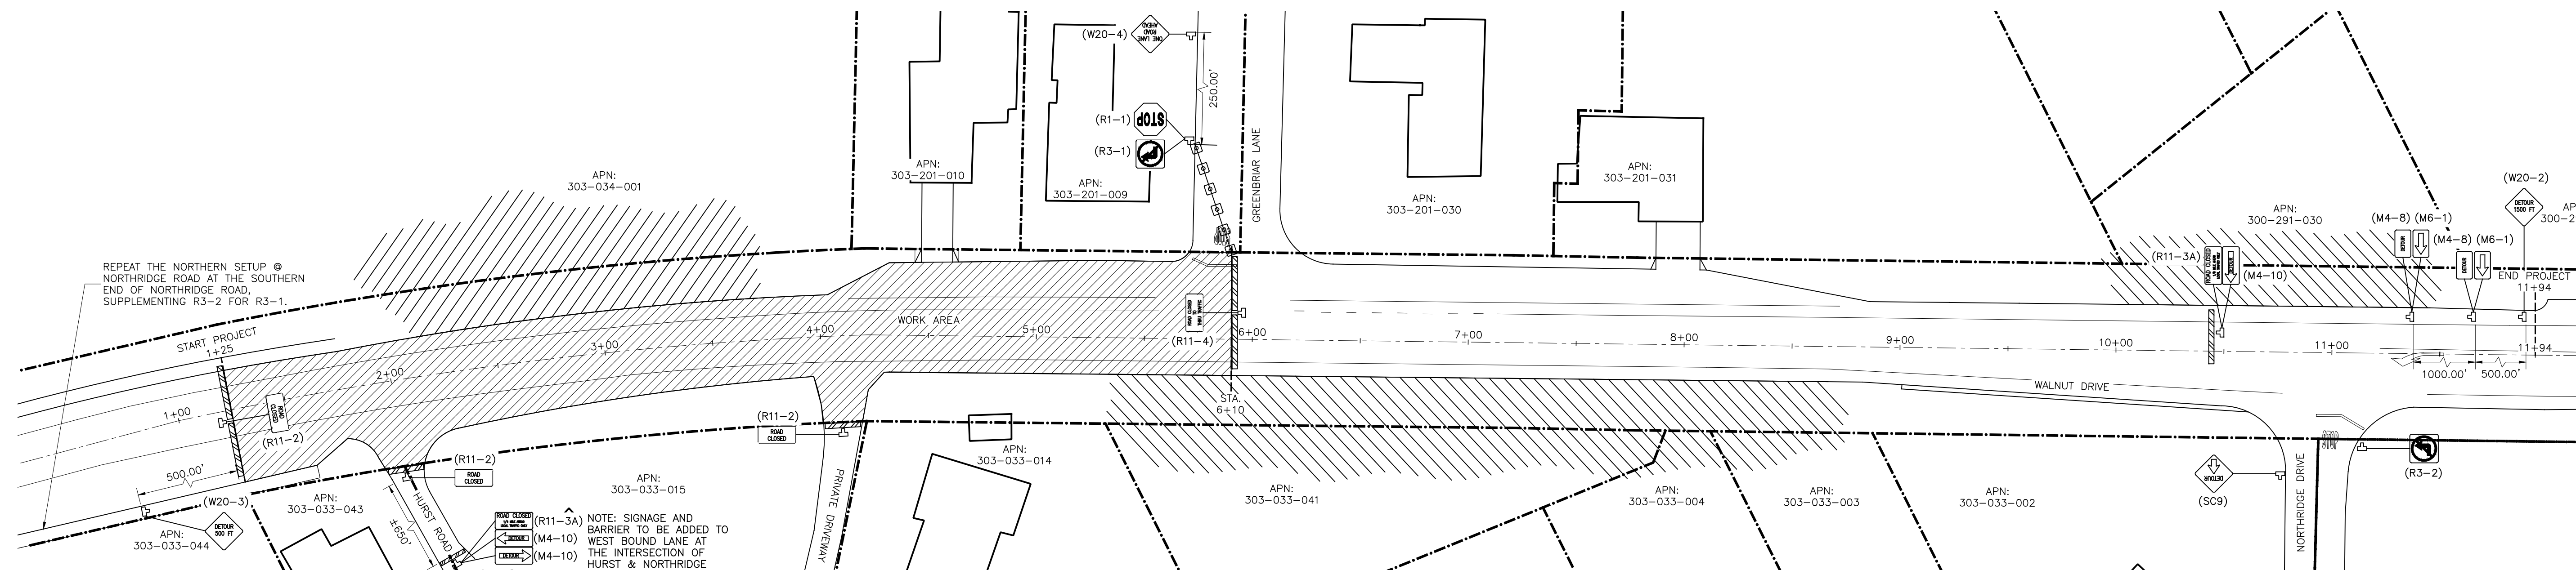 REPEAT THE NORTHERN SETUP @
NORTHRIDGE ROAD AT THE SOUTHERN
END OF NORTHRIDGE ROAD,
SUPPLEMENTING R3-2 FOR R3-1.
START PROJECT
1+25
1+00
2+00
3+00
4+00
5+00
6+00
7+00
8+00
9+00
10+00
11+00
11+94
WORK AREA
ROAD
CLOSED
(R11-2)
500.00'
(W20-3)
DETOUR
500 FT
APN:
303-033-044
APN:
303-033-043
APN:
303-034-001
(R11-2)
ROAD
CLOSED
HURST ROAD
±650'
ROAD CLOSED
(R11-3A)
DETOUR
(M4-10)
DETOUR
(M4-10)
NOTE: SIGNAGE AND
BARRIER TO BE ADDED TO
WEST BOUND LANE AT
THE INTERSECTION OF
HURST & NORTHRIDGE
APN:
303-033-015
(R11-2)
ROAD
CLOSED
PRIVATE DRIVEWAY
APN:
303-201-010
APN:
303-201-009
APN:
303-033-014
(W20-4)
ONE LANE
ROAD
AHEAD
250.00'
(R1-1)
STOP
(R3-1)
GREENBRIAR LANE
STOP
(R11-4)
STA.
6+10
APN:
303-033-041
APN:
303-201-030
APN:
303-201-031
APN:
303-033-004
APN:
303-033-003
APN:
303-033-002
WALNUT DRIVE
(R11-3A)
ROAD CLOSED
DETOUR
(M4-10)
APN:
300-291-030
(M4-8) (M6-1)
DETOUR
(M4-8) (M6-1)
DETOUR
(W20-2)
DETOUR
1500 FT
300-2
END PROJECT
11+94
1000.00'
500.00'
STOP
(R3-2)
DETOUR
(SC9)
NORTHRIDGE DRIVE